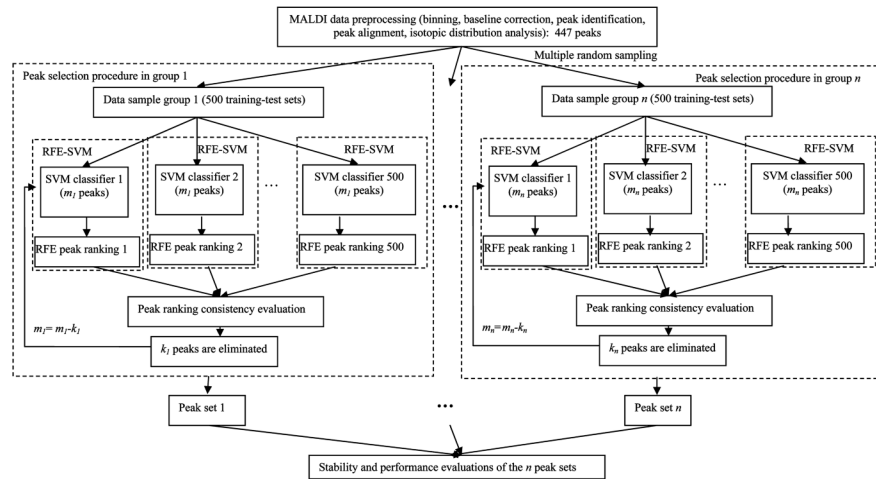 MALDI data preprocessing (binning, baseline correction, peak identification,
peak alignment, isotopic distribution analysis): 447 peaks
Multiple random sampling
Peak selection procedure in group 1
Data sample group 1 (500 training-test sets)
RFE-SVM
RFE-SVM
RFE-SVM
SVM classifier 1
(m1 peaks)
SVM classifier 2
(m1 peaks)
...
SVM classifier 500
(m1 peaks)
RFE peak ranking 1
RFE peak ranking 2
RFE peak ranking 500
Peak ranking consistency evaluation
m1= m1-k1
k1 peaks are eliminated
...
Peak selection procedure in group n
Data sample group n (500 training-test sets)
RFE-SVM
RFE-SVM
RFE-SVM
SVM classifier 1
(mn peaks)
SVM classifier 2
(mn peaks)
...
SVM classifier 500
(mn peaks)
RFE peak ranking 1
RFE peak ranking 2
RFE peak ranking 500
Peak ranking consistency evaluation
mn=mn-kn
kn peaks are eliminated
Peak set 1
...
Peak set n
Stability and performance evaluations of the n peak sets